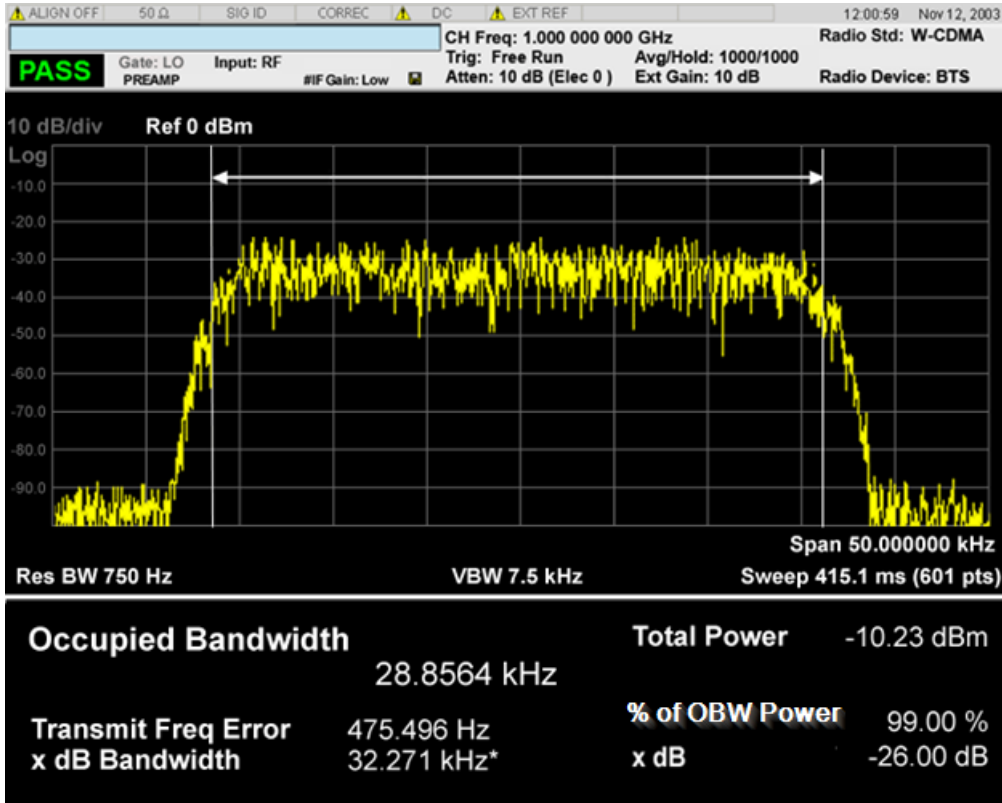 ALIGN OFF 50 Ω SIG ID CORREC DC EXT REF 12:00:59 Nov 12, 2003
CH Freq: 1.000 000 000 GHz Radio Std: W-CDMA
PASS Gate: LO Input: RF Trig: Free Run Avg/Hold: 1000/1000
PREAMP #IF Gain: Low Atten: 10 dB (Elec 0 ) Ext Gain: 10 dB Radio Device: BTS
10 dB/div Ref 0 dBm
Log
-10.0
-20.0
-30.0
-40.0
-50.0
-60.0
-70.0
-80.0
-90.0
Span 50.000000 kHz
Res BW 750 Hz VBW 7.5 kHz Sweep 415.1 ms (601 pts)
Occupied Bandwidth Total Power -10.23 dBm
28.8564 kHz
Transmit Freq Error 475.496 Hz % of OBW Power 99.00 %
x dB Bandwidth 32.271 kHz* x dB -26.00 dB